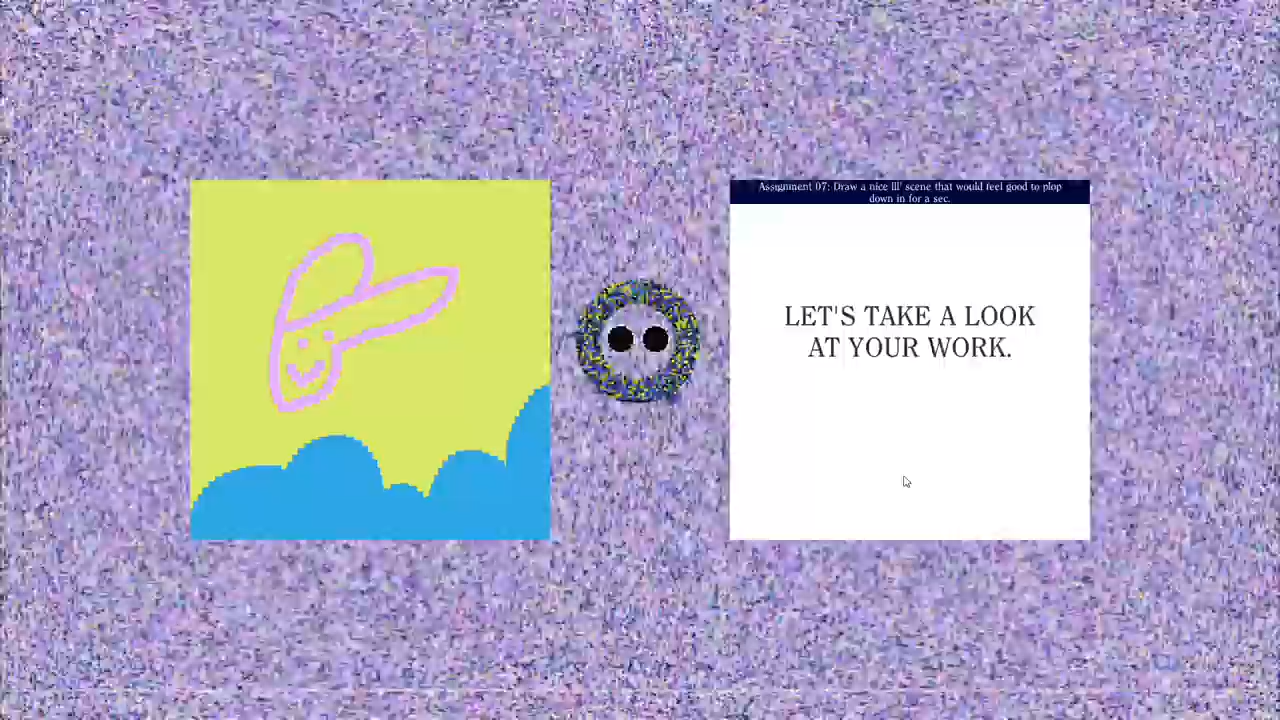 Assignment 07: Draw a nice lil' scene that would feel good to plop
down in for a sec.
LET'S TAKE A LOOK
AT YOUR WORK.